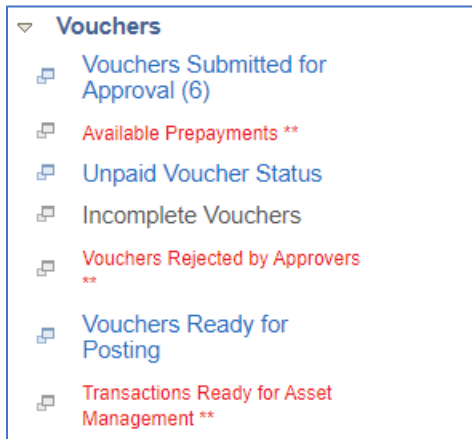 Vouchers
Vouchers Submitted for
Approval (6)
Available Prepayments **
Unpaid Voucher Status
Incomplete Vouchers
Vouchers Rejected by Approvers
**
Vouchers Ready for
Posting
Transactions Ready for Asset
Management **